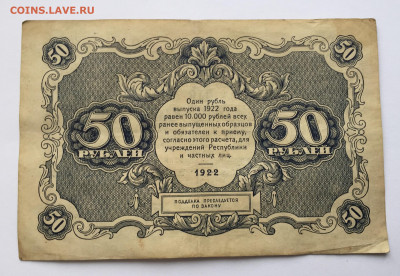 COINS.LAVE.RU
50
50
Один рубль
выпуска 1922 года
равен 10.000 рублей всех
ранее выпущенных образцов
и обязателен к приему,
согласно этого расчета, для
учреждений Республики
и частных лиц.
50
РУБЛЕЙ
50
РУБЛЕЙ
1922
ПОДДЕЛКА ПРЕСЛЕДУЕТСЯ
ПО ЗАКОНУ
50
50